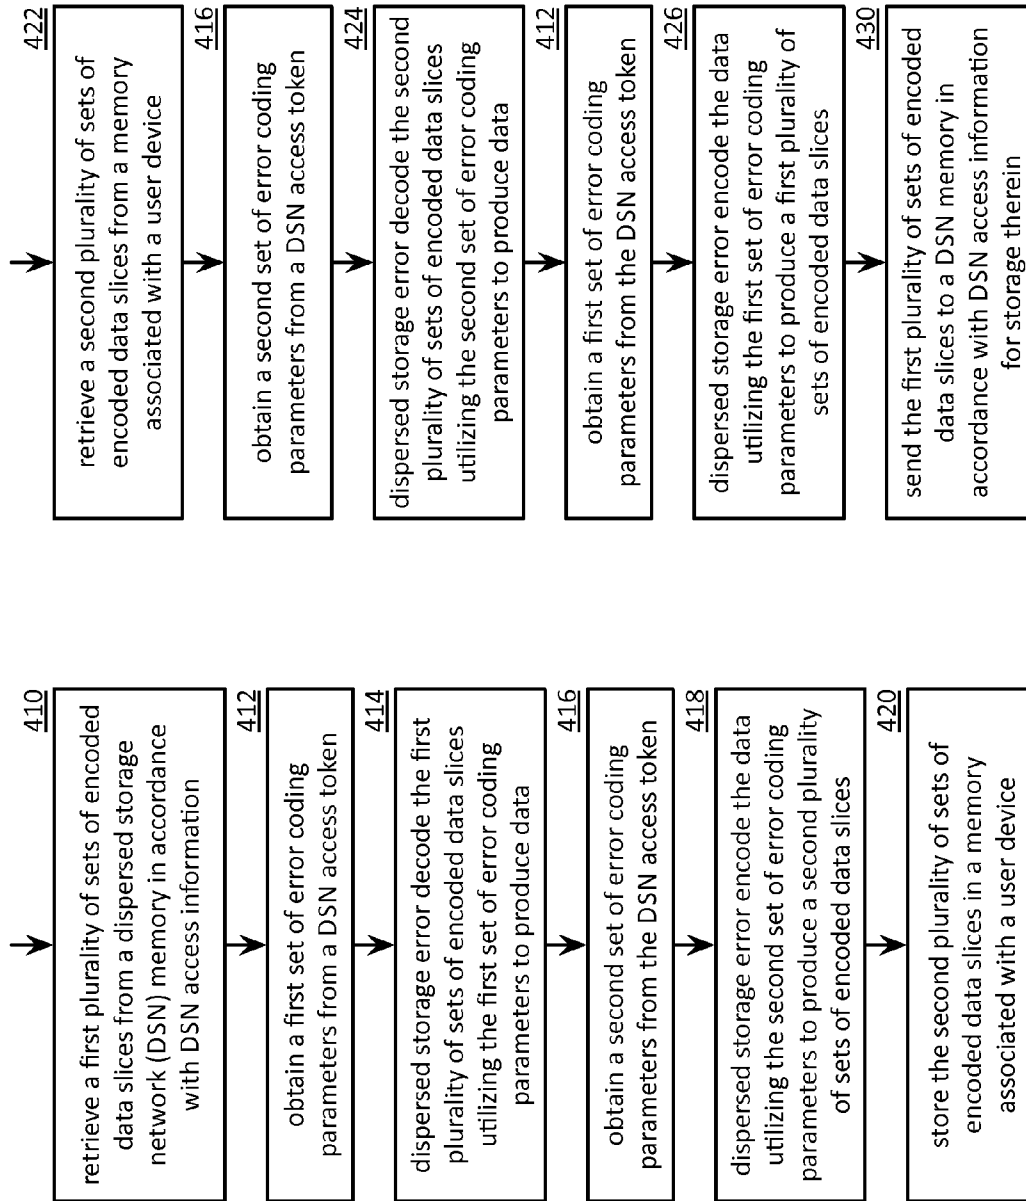 410
retrieve a first plurality of sets of encoded
data slices from a dispersed storage
network (DSN) memory in accordance
with DSN access information
412
obtain a first set of error coding
parameters from a DSN access token
414
dispersed storage error decode the first
plurality of sets of encoded data slices
utilizing the first set of error coding
parameters to produce data
416
obtain a second set of error coding
parameters from the DSN access token
418
dispersed storage error encode the data
utilizing the second set of error coding
parameters to produce a second plurality
of sets of encoded data slices
420
store the second plurality of sets of
encoded data slices in a memory
associated with a user device
422
retrieve a second plurality of sets of
encoded data slices from a memory
associated with a user device
416
obtain a second set of error coding
parameters from a DSN access token
424
dispersed storage error decode the second
plurality of sets of encoded data slices
utilizing the second set of error coding
parameters to produce data
412
obtain a first set of error coding
parameters from the DSN access token
426
dispersed storage error encode the data
utilizing the first set of error coding
parameters to produce a first plurality of
sets of encoded data slices
430
send the first plurality of sets of encoded
data slices to a DSN memory in
accordance with DSN access information
for storage therein